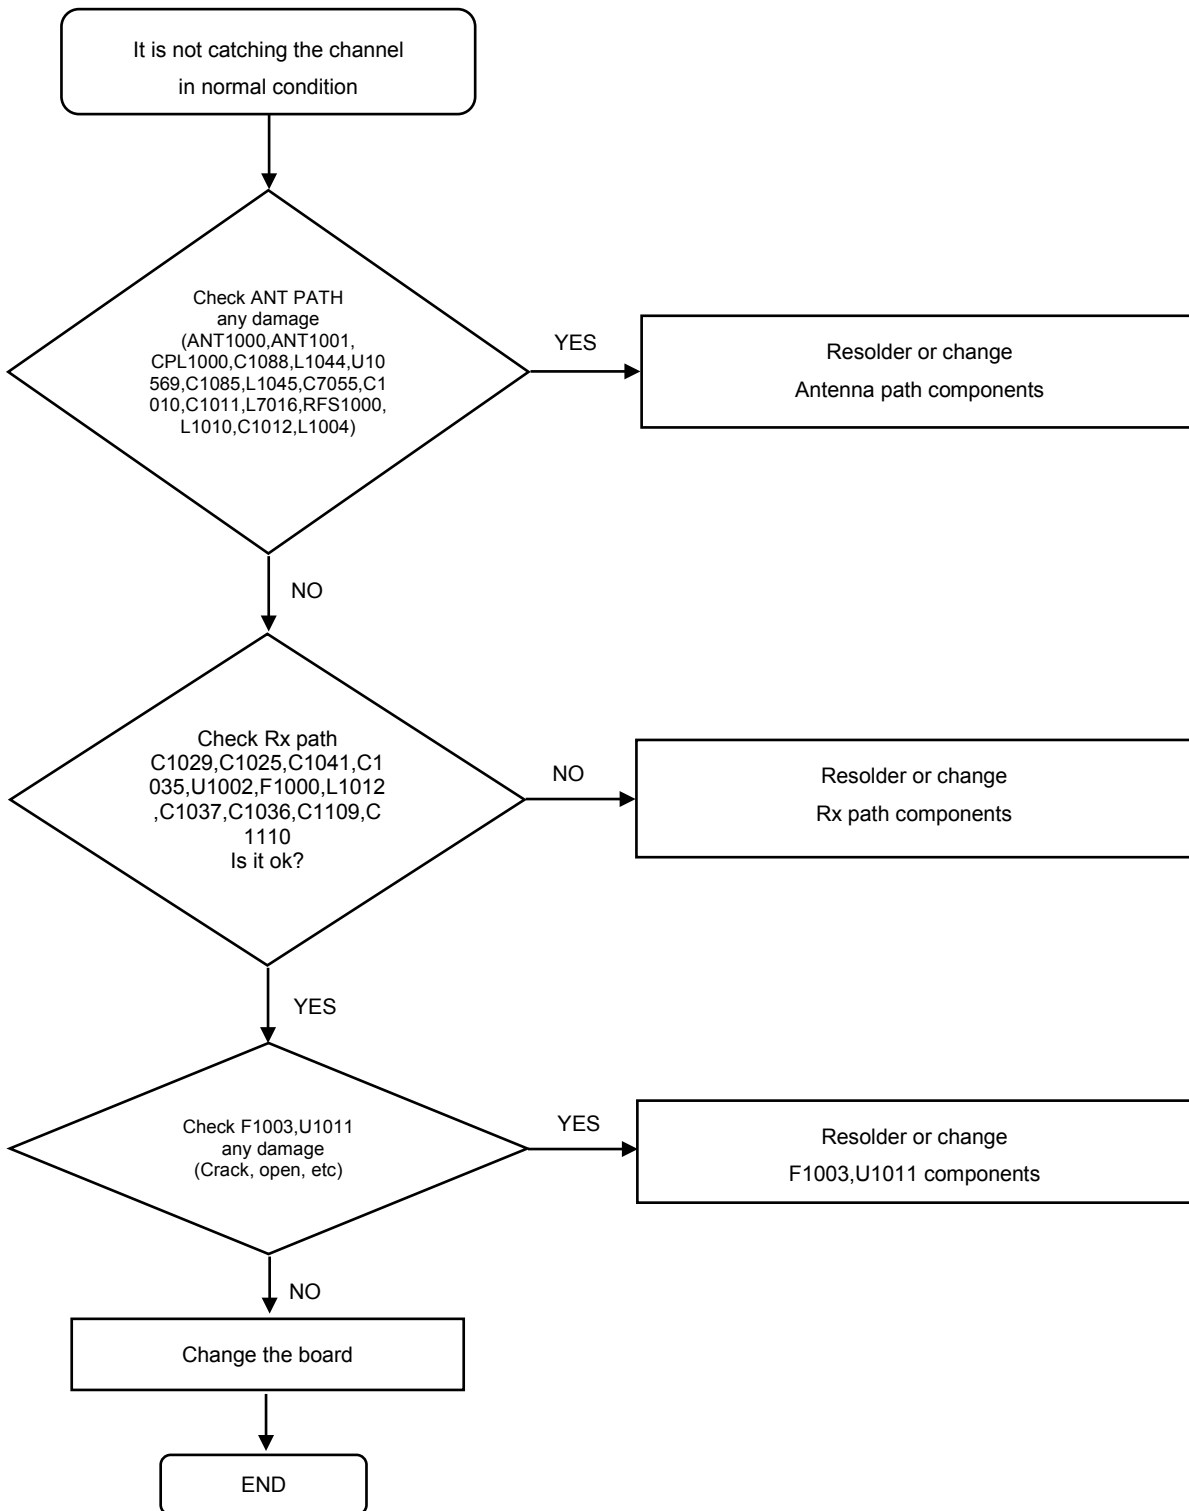 It is not catching the channel
in normal condition
Check ANT PATH
any damage
(ANT1000,ANT1001,
CPL1000,C1088,L1044,U10
569,C1085,L1045,C7055,C1
010,C1011,L7016,RFS1000,
L1010,C1012,L1004)
YES
Resolder or change
Antenna path components
NO
Check Rx path
C1029,C1025,C1041,C1
035,U1002,F1000,L1012
,C1037,C1036,C1109,C
1110
Is it ok?
NO
Resolder or change
Rx path components
YES
Check F1003,U1011
any damage
(Crack, open, etc)
YES
Resolder or change
F1003,U1011 components
NO
Change the board
END